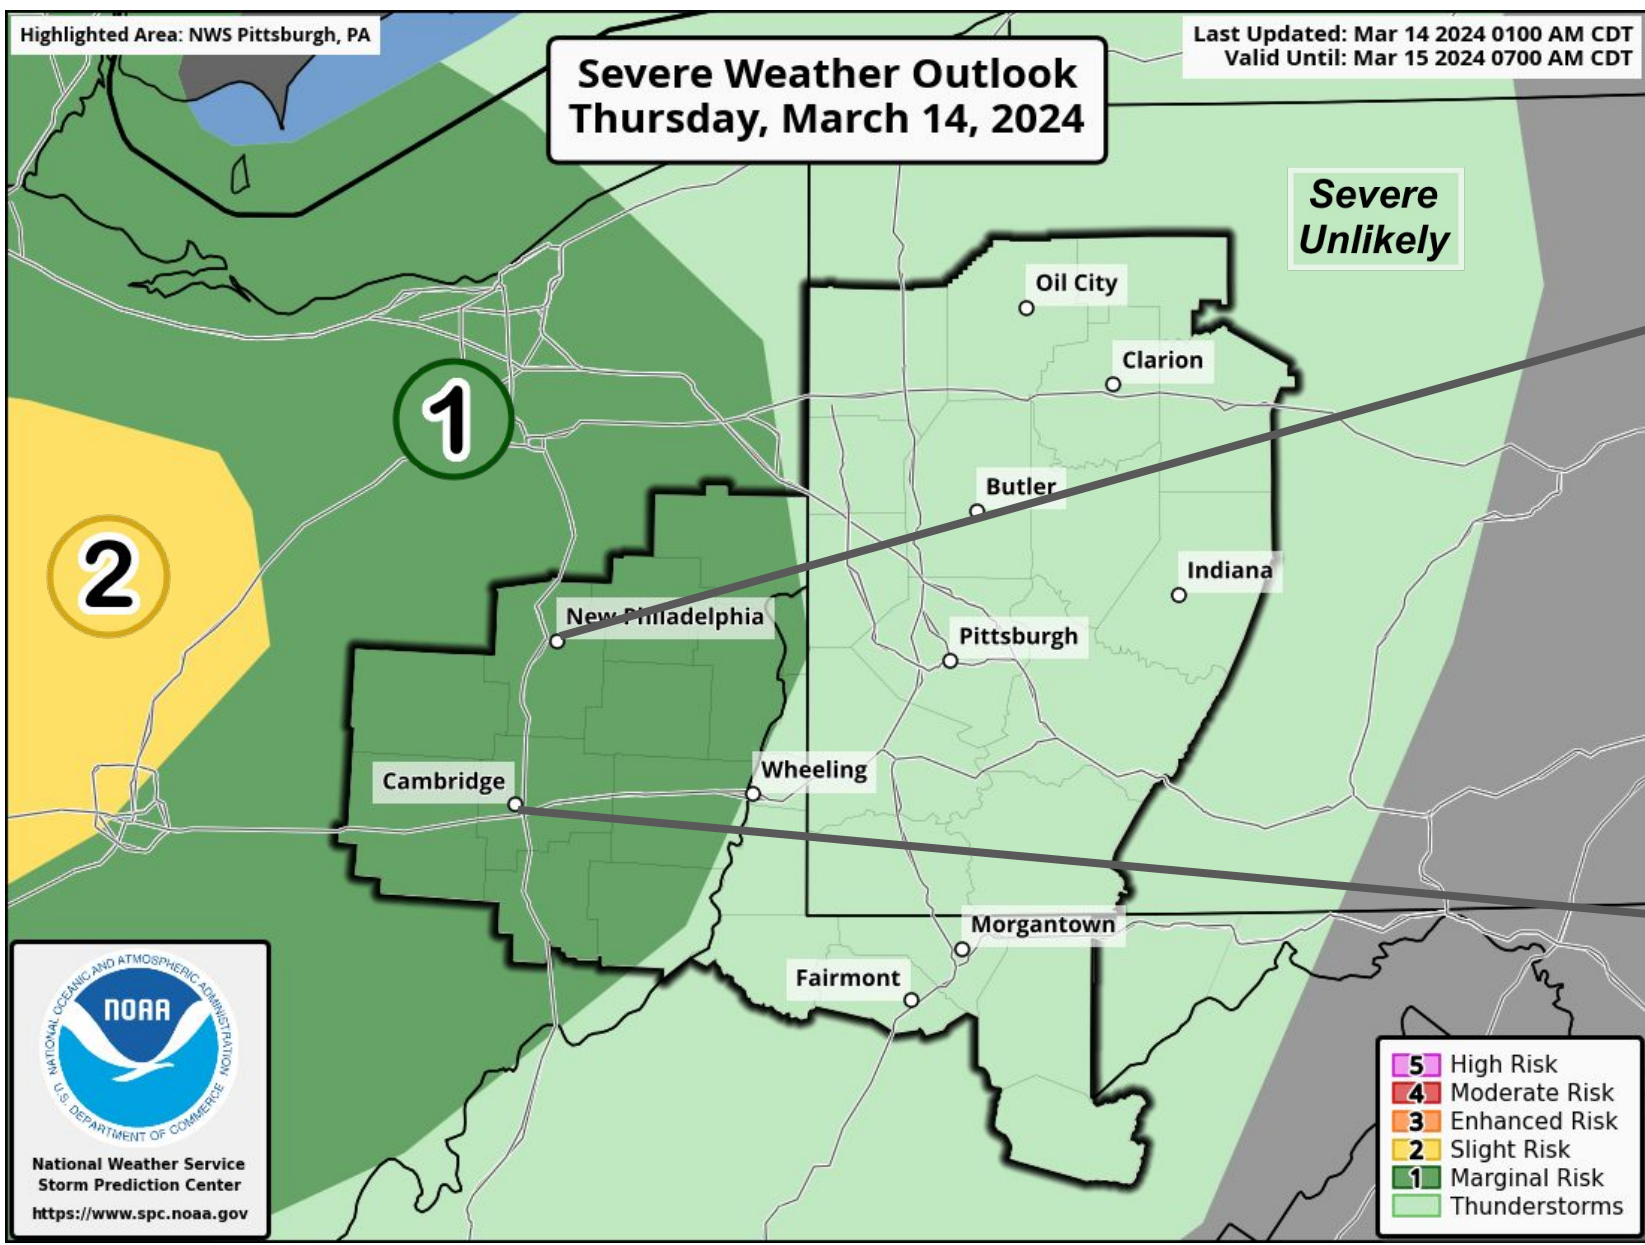 Highlighted Area: NWS Pittsburgh, PA
Severe Weather Outlook
Thursday, March 14, 2024
Last Updated: Mar 14 2024 0100 AM CDT
Valid Until: Mar 15 2024 0700 AM CDT
Severe
Unlikely
Oil City
Clarion
1
Butler
2
Indiana
New Philadelphia
Pittsburgh
Wheeling
Cambridge
Morgantown
Fairmont
NATIONAL OCEANIC AND ATMOSPHERIC ADMINISTRATION
NOAA
U.S. DEPARTMENT OF COMMERCE
National Weather Service
Storm Prediction Center
https://www.spc.noaa.gov
5 High Risk
4 Moderate Risk
3 Enhanced Risk
2 Slight Risk
1 Marginal Risk
Thunderstorms